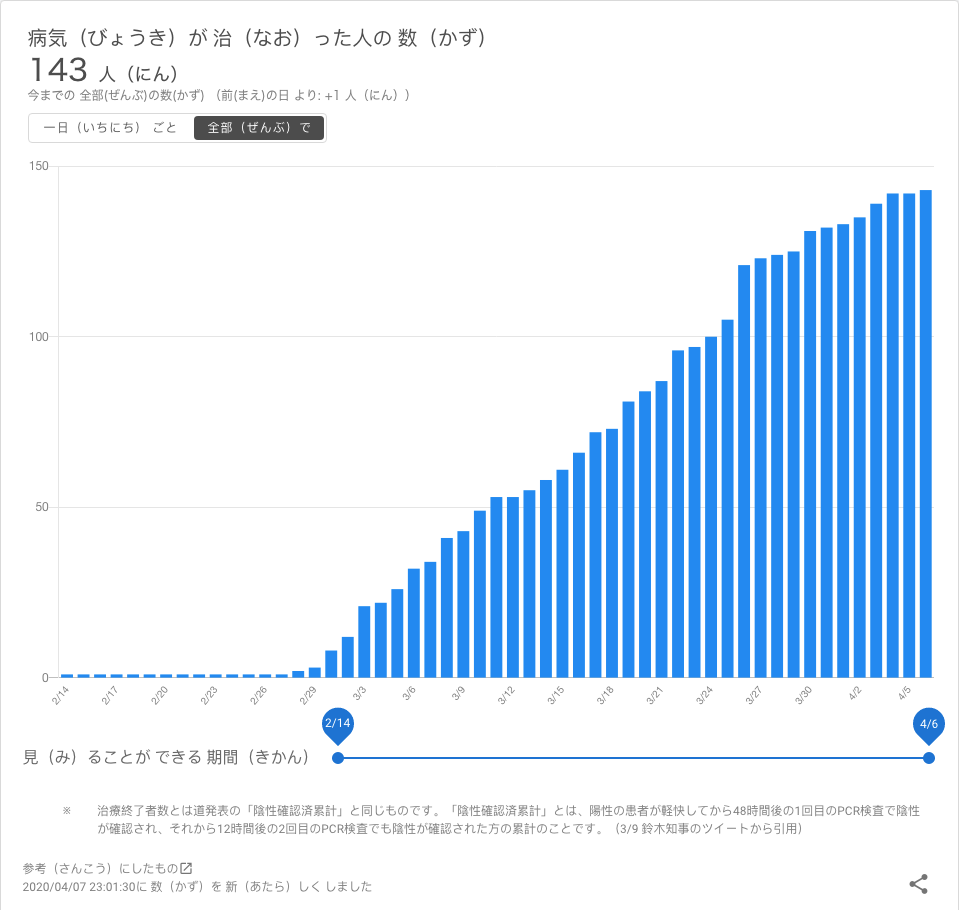 病気（びょうき）が 治（なお）った人の 数（かず）
143 人（にん）
今までの 全部(ぜんぶ)の数(かず) （前(まえ)の日 より: +1 人（にん））
一日（いちにち） ごと 全部（ぜんぶ）で
150
100
50
0
2/14 2/17 2/20 2/23 2/26 2/29 3/3 3/6 3/9 3/12 3/15 3/18 3/21 3/24 3/27 3/30 4/2 4/5
2/14 4/6
見（み）ることが できる 期間（きかん）
※ 治療終了者数とは道発表の「陰性確認済累計」と同じものです。「陰性確認済累計」とは、陽性の患者が軽快してから48時間後の1回目のPCR検査で陰性
が確認され、それから12時間後の2回目のPCR検査でも陰性が確認された方の累計のことです。（3/9 鈴木知事のツイートから引用）
参考（さんこう）にしたもの
2020/04/07 23:01:30に 数（かず）を 新（あたら）しく しました